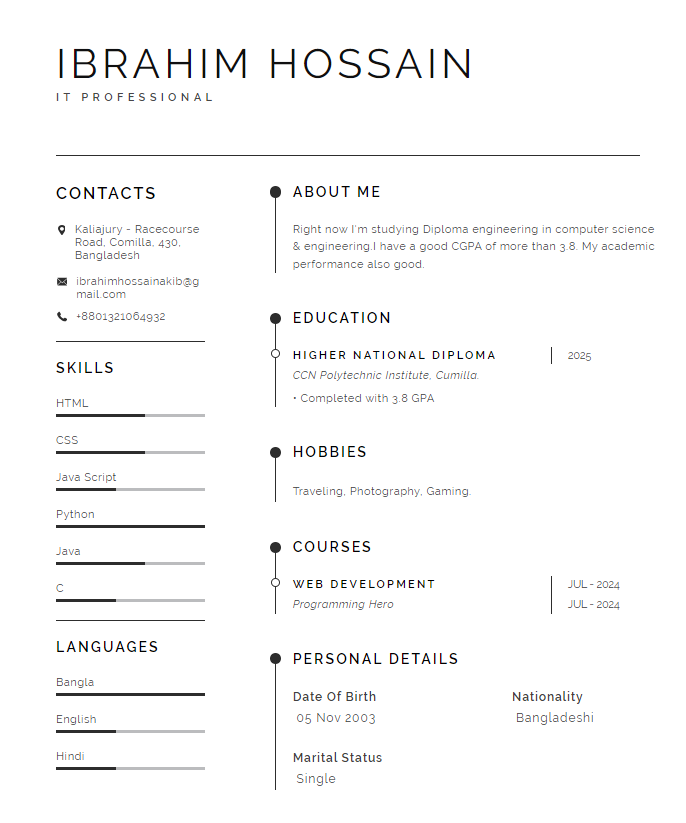 IBRAHIM HOSSAIN
IT PROFESSIONAL
CONTACTS
Kaliajury - Racecourse
Road, Comilla, 430,
Bangladesh
ibrahimhossainakib@g
mail.com
+8801321064932
SKILLS
HTML
CSS
Java Script
Python
Java
C
LANGUAGES
Bangla
English
Hindi
ABOUT ME
Right now I'm studying Diploma engineering in computer science
& engineering.I have a good CGPA of more than 3.8. My academic
performance also good.
EDUCATION
HIGHER NATIONAL DIPLOMA 2025
CCN Polytechnic Institute, Cumilla.
• Completed with 3.8 GPA
HOBBIES
Traveling, Photography, Gaming.
COURSES
WEB DEVELOPMENT JUL - 2024
Programming Hero JUL - 2024
PERSONAL DETAILS
Date Of Birth Nationality
05 Nov 2003 Bangladeshi
Marital Status
Single